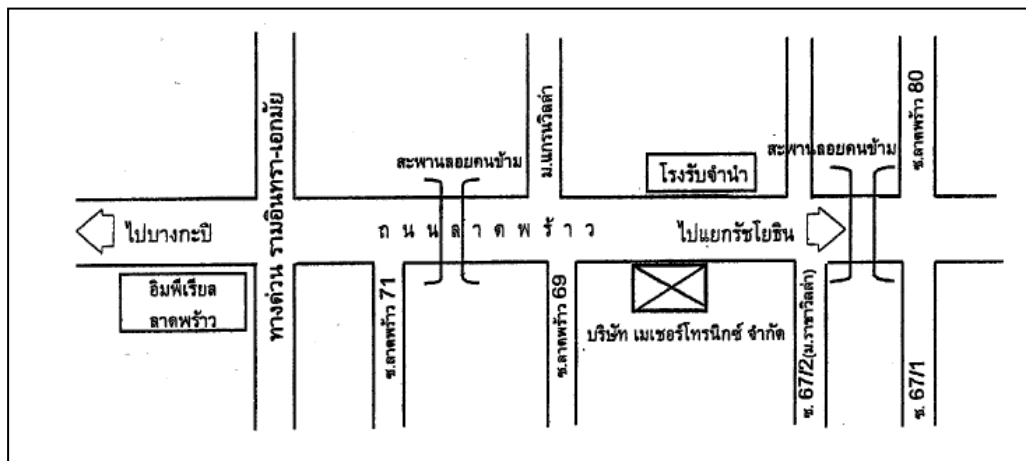 ทางด่วน รามอินทรา-เอกมัย
ม.แกรนวิลล่า
ซ.ลาดพร้าว 80
สะพานลอยคนข้าม
โรงรับจำนำ
สะพานลอยคนข้าม
ไปบางกะปิ
ถนนลาดพร้าว
ไปแยกรัชโยธิน
อิมพีเรียล
ลาดพร้าว
ซ.ลาดพร้าว 71
ซ.ลาดพร้าว 69
บริษัท เมเชอร์โทรนิกซ์ จำกัด
ซ. 67/2(ม.ราชาวิลล่า)
ซ. 67/1